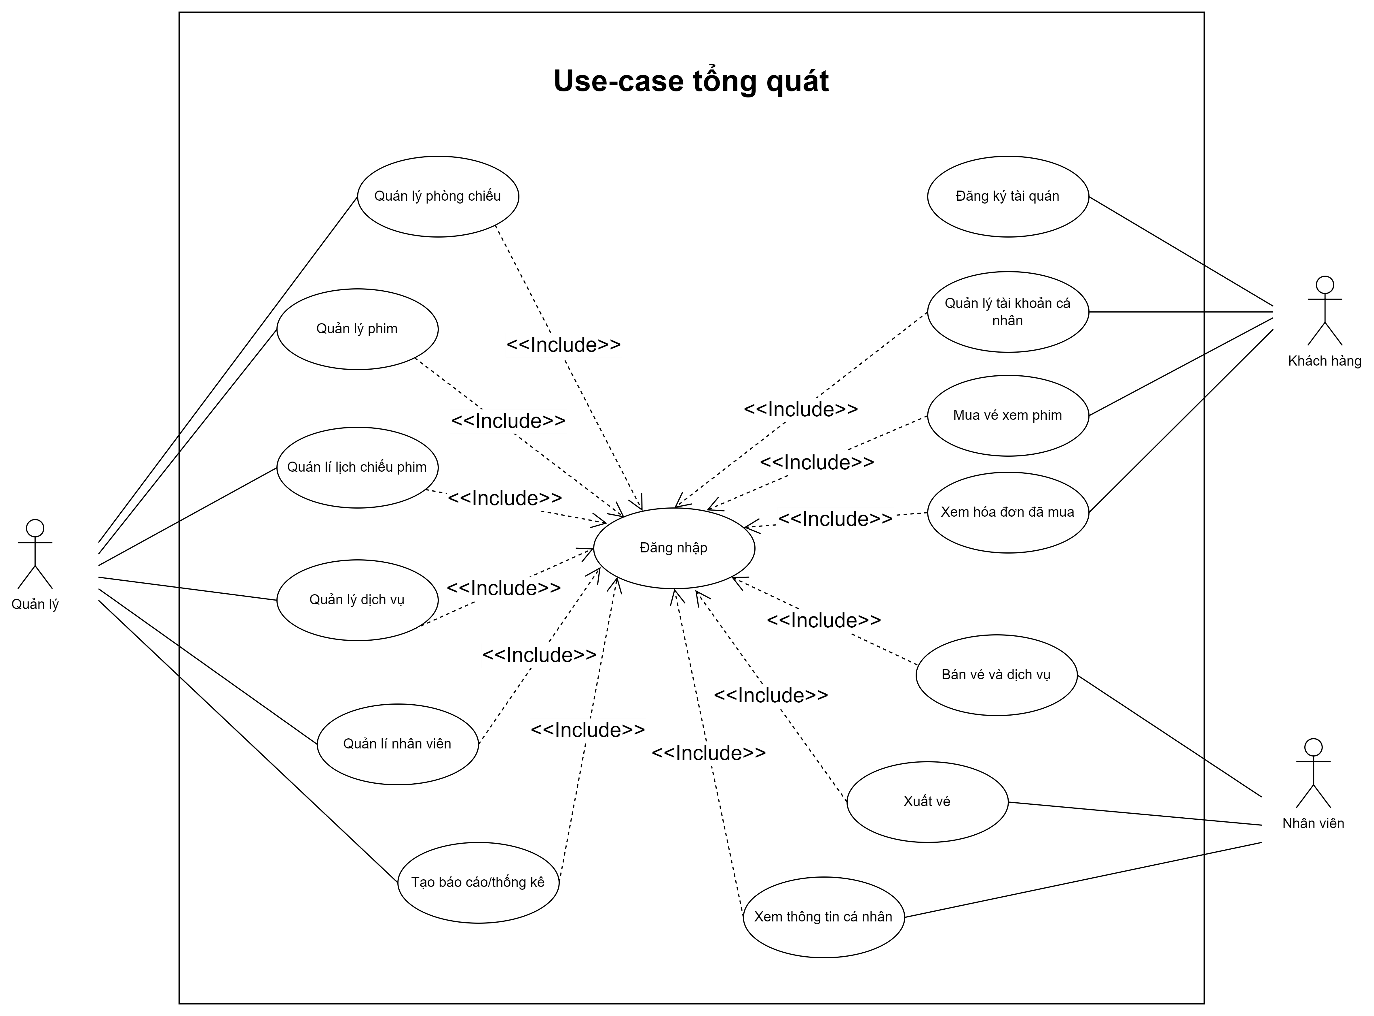 Use-case tổng quát
Quán lý phòng chiếu
Đăng ký tài quán
Quản lý phim
Quản lý tài khoản cá
nhân
Khách hàng
<<Include>>
<<Include>>
Mua vé xem phim
<<Include>>
<<Include>>
Quán lí lịch chiếu phim
<<Include>>
Xem hóa đơn đã mua
<<Include>>
Đăng nhập
Quản lý
Quản lý dịch vụ
<<Include>>
<<Include>>
<<Include>>
Bán vé và dịch vụ
<<Include>>
Quản lí nhân viên
<<Include>>
<<Include>>
Xuất vé
Nhân viên
Tạo báo cáo/thống kê
Xem thông tin cá nhân